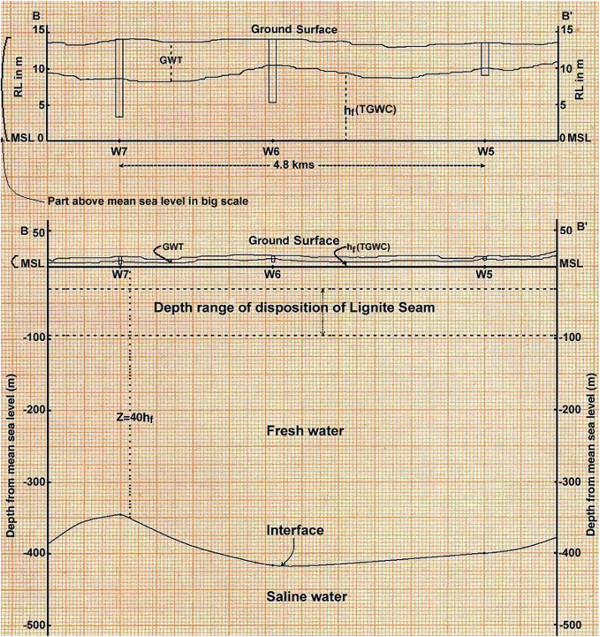 B
B'
15
Ground Surface
15
GWT
10
10
RL in m
RL in m
5
hf(TGWC)
5
MSL 0
0 MSL
W7
W6
W5
4.8 kms
Part above mean sea level in big scale
B 50
50 B'
GWT
Ground Surface
hf(TGWC)
MSL
MSL
W7
W6
W5
Depth range of disposition of Lignite Seam
-100
-100
Depth from mean sea level (m)
Depth from mean sea level (m)
-200
-200
Z=40hf
Fresh water
-300
-300
Interface
-400
-400
Saline water
-500
-500